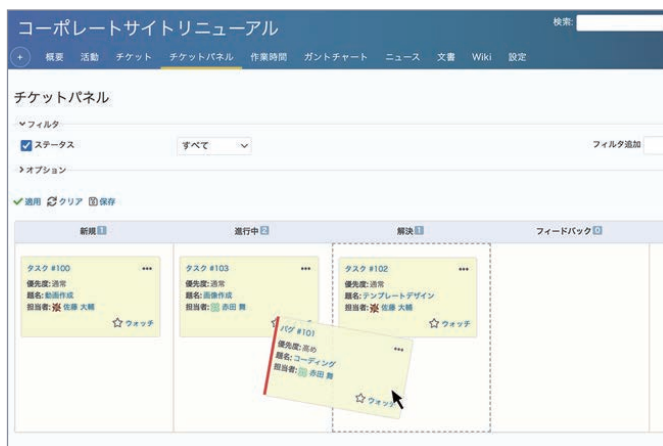 コーポレートサイトリニューアル
検索:
+ 概要 活動 チケット チケットパネル 作業時間 ガントチャート ニュース 文書 Wiki 設定
チケットパネル
フィルタ
ステータス すべて フィルタ追加
オプション
適用 クリア 保存
新規 1 進行中 2 解決 1 フィードバック 0
タスク #100
優先度: 通常
題名: 動画作成
担当者: 佐藤 大輔
ウォッチ
タスク #103
優先度: 通常
題名: 画像作成
担当者: 赤田 舞
タスク #102
優先度: 通常
題名: テンプレートデザイン
担当者: 佐藤 大輔
ウォッチ
バグ #101
優先度: 高め
題名: コーディング
担当者: 赤田 舞
ウォッチ